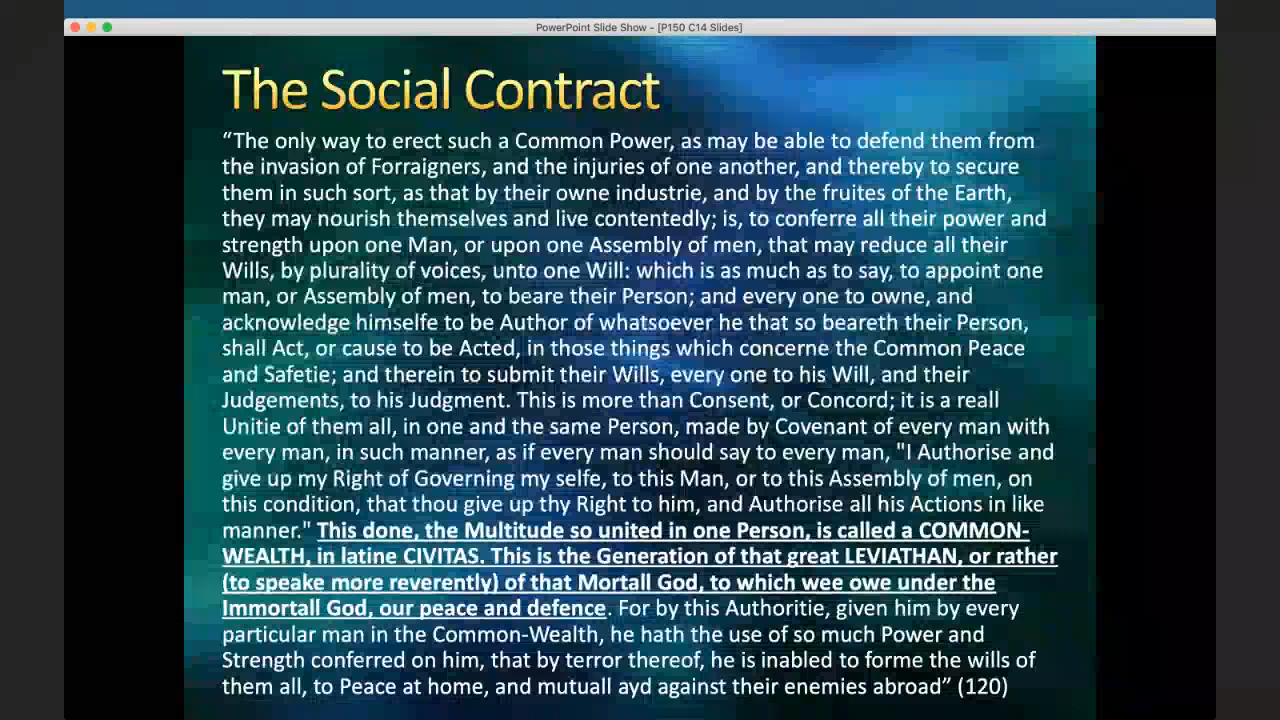 PowerPoint Slide Show - [P150 C14 Slides]
The Social Contract
“The only way to erect such a Common Power, as may be able to defend them from
the invasion of Forraigners, and the injuries of one another, and thereby to secure
them in such sort, as that by their owne industrie, and by the fruites of the Earth,
they may nourish themselves and live contentedly; is, to conferre all their power and
strength upon one Man, or upon one Assembly of men, that may reduce all their
Wills, by plurality of voices, unto one Will: which is as much as to say, to appoint one
man, or Assembly of men, to beare their Person; and every one to owne, and
acknowledge himselfe to be Author of whatsoever he that so beareth their Person,
shall Act, or cause to be Acted, in those things which concerne the Common Peace
and Safetie; and therein to submit their Wills, every one to his Will, and their
Judgements, to his Judgment. This is more than Consent, or Concord; it is a reall
Unitie of them all, in one and the same Person, made by Covenant of every man with
every man, in such manner, as if every man should say to every man, "I Authorise and
give up my Right of Governing my selfe, to this Man, or to this Assembly of men, on
this condition, that thou give up thy Right to him, and Authorise all his Actions in like
manner." This done, the Multitude so united in one Person, is called a COMMON-
WEALTH, in latine CIVITAS. This is the Generation of that great LEVIATHAN, or rather
(to speake more reverently) of that Mortall God, to which wee owe under the
Immortall God, our peace and defence. For by this Authoritie, given him by every
particular man in the Common-Wealth, he hath the use of so much Power and
Strength conferred on him, that by terror thereof, he is inabled to forme the wills of
them all, to Peace at home, and mutuall ayd against their enemies abroad” (120)